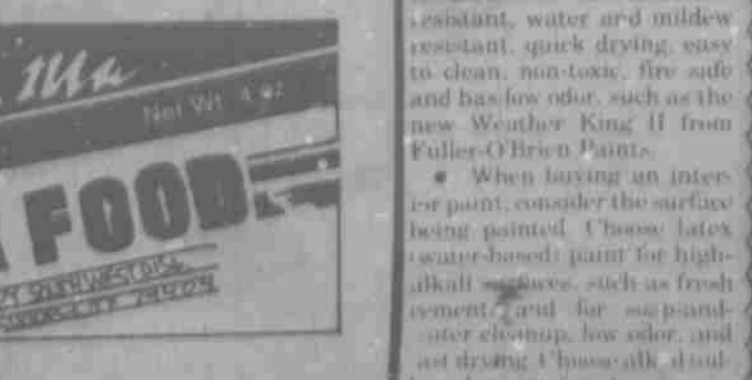 Net Wt. 4 oz
FOOD
resistant, water and mildew
resistant, quick drying, easy
to clean, non-toxic, fire safe
and has low odor, such as the
new Weather King II from
Fuller-O'Brien Paints.
• When buying an inter-
ior paint, consider the surface
being painted. Choose latex
(water-based) paint for high-
alkali surfaces, such as fresh
cement, and for soap-and-
water cleanup, low odor, and
fast drying. Choose